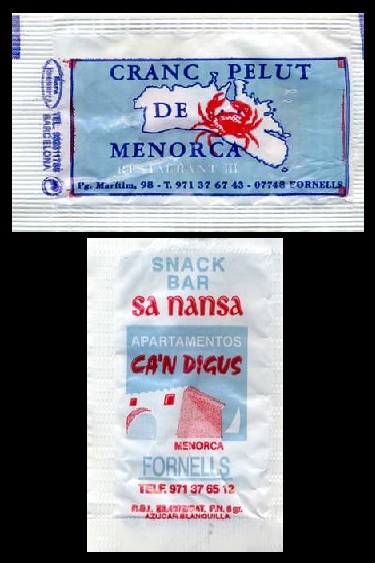 CRANC PELUT
DE
MENORCA
RESTAURANT III
Pg. Marítim, 98 - T. 971 37 67 43 - 07748 FORNELLS
BARCELONA
SNACK
BAR
sa nansa
APARTAMENTOS
CA'N DIGUS
MENORCA
FORNELLS
TELF. 971 37 65 12
AZUCAR BLANQUILLA